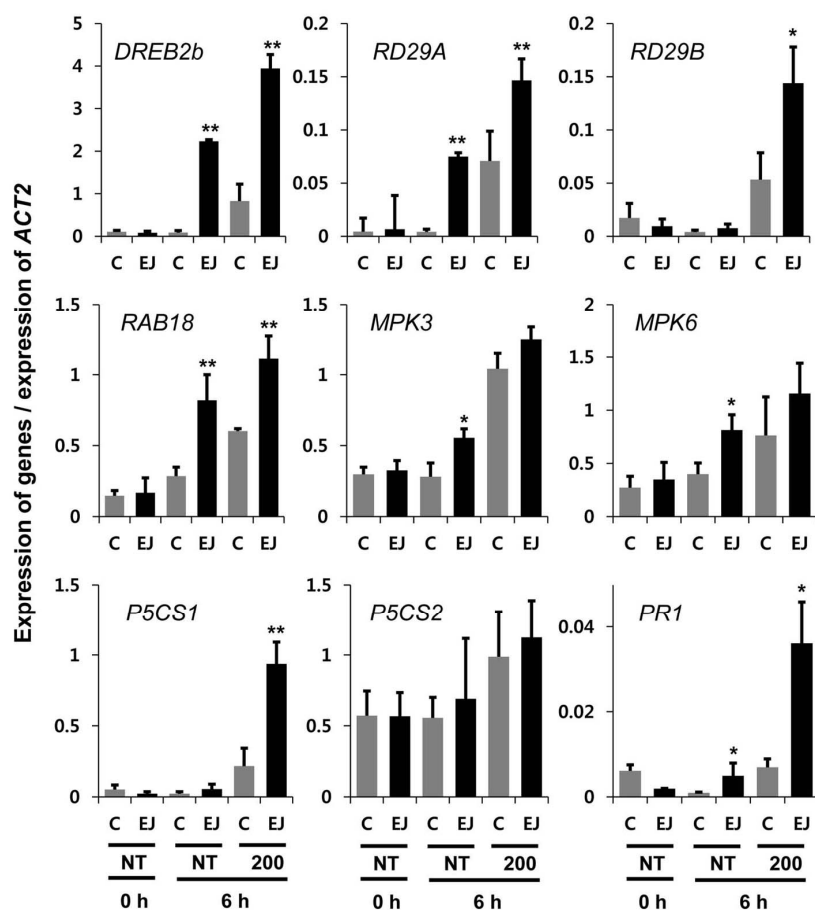 Expression of genes / expression of ACT2
DREB2b
5
4
3
2
1
0
**
**
C EJ C EJ C EJ
RD29A
0.2
0.15
0.1
0.05
0
**
**
C EJ C EJ C EJ
RD29B
0.2
0.15
0.1
0.05
0
*
C EJ C EJ C EJ
RAB18
1.5
1
0.5
0
**
**
C EJ C EJ C EJ
MPK3
1.5
1
0.5
0
*
C EJ C EJ C EJ
MPK6
2
1.5
1
0.5
0
*
C EJ C EJ C EJ
P5CS1
1.5
1
0.5
0
**
C EJ C EJ C EJ
NT NT 200
0 h 6 h
P5CS2
1.5
1
0.5
0
C EJ C EJ C EJ
NT NT 200
0 h 6 h
PR1
0.04
0.02
0
*
*
C EJ C EJ C EJ
NT NT 200
0 h 6 h